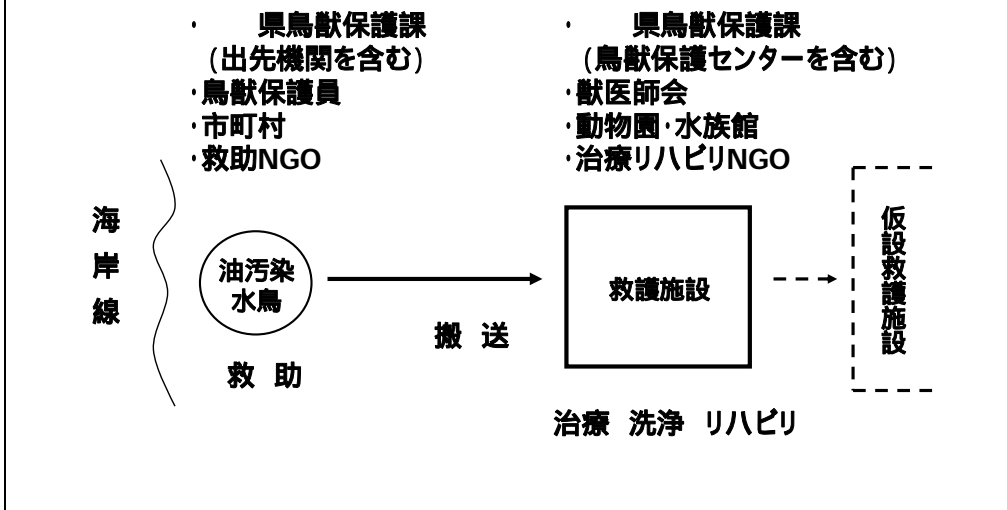 ・　　県鳥獣保護課
（出先機関を含む）
・鳥獣保護員
・市町村
・救助NGO
・　　県鳥獣保護課
（鳥獣保護センターを含む）
・獣医師会
・動物園・水族館
・治療リハビリNGO
海岸線
油汚染
水鳥
救 助
搬 送
救護施設
治療 洗浄 リハビリ
仮設救護施設